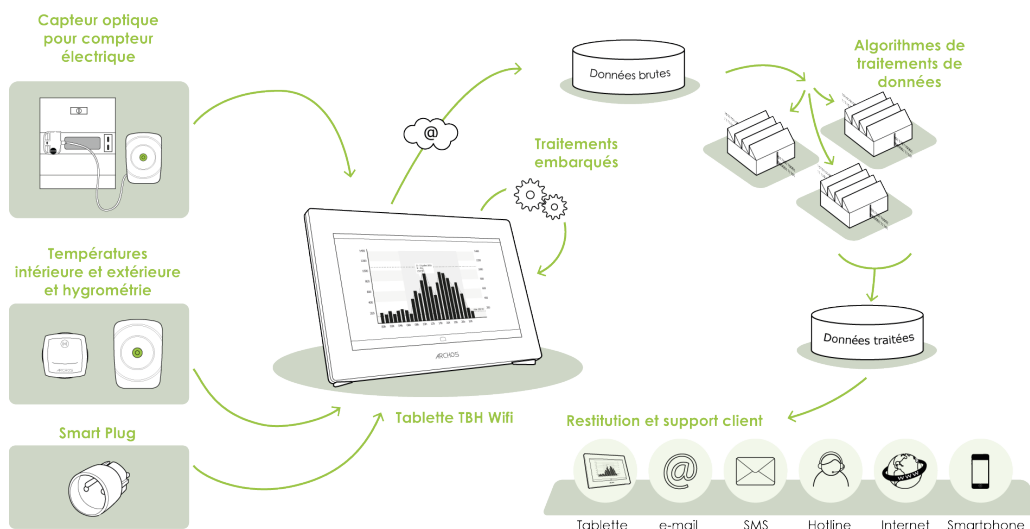 Capteur optique
pour compteur
électrique
Données brutes
Algorithmes de
traitements de
données
@
Traitements
embarqués
Températures
intérieure et extérieure
et hygrométrie
ARCHOS
ARCHOS
Tablette TBH Wifi
Données traitées
Smart Plug
Restitution et support client
@
WWW
Tablette
e-mail
SMS
Hotline
Internet
Smartphone